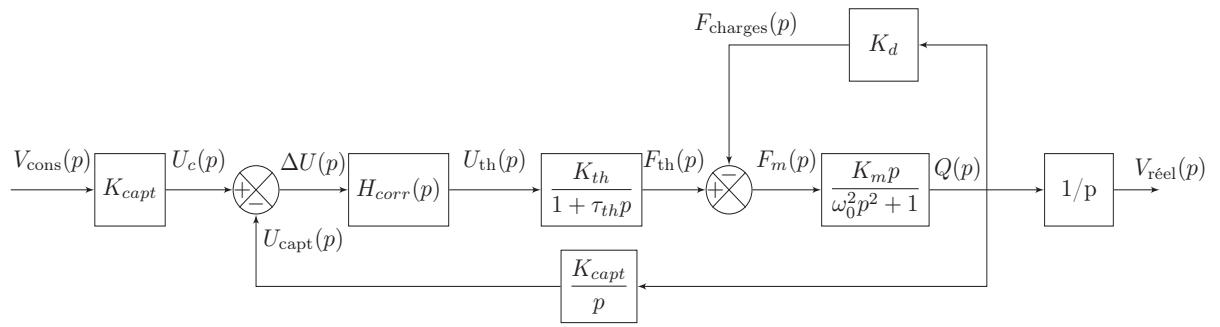 F_charges(p)
K_d
V_cons(p)
K_capt
U_c(p)
+
−
ΔU(p)
H_corr(p)
U_th(p)
K_th
1 + τ_th p
F_th(p)
+
−
F_m(p)
K_m p
ω_0^2 p^2 + 1
Q(p)
1/p
V_réel(p)
U_capt(p)
K_capt
p